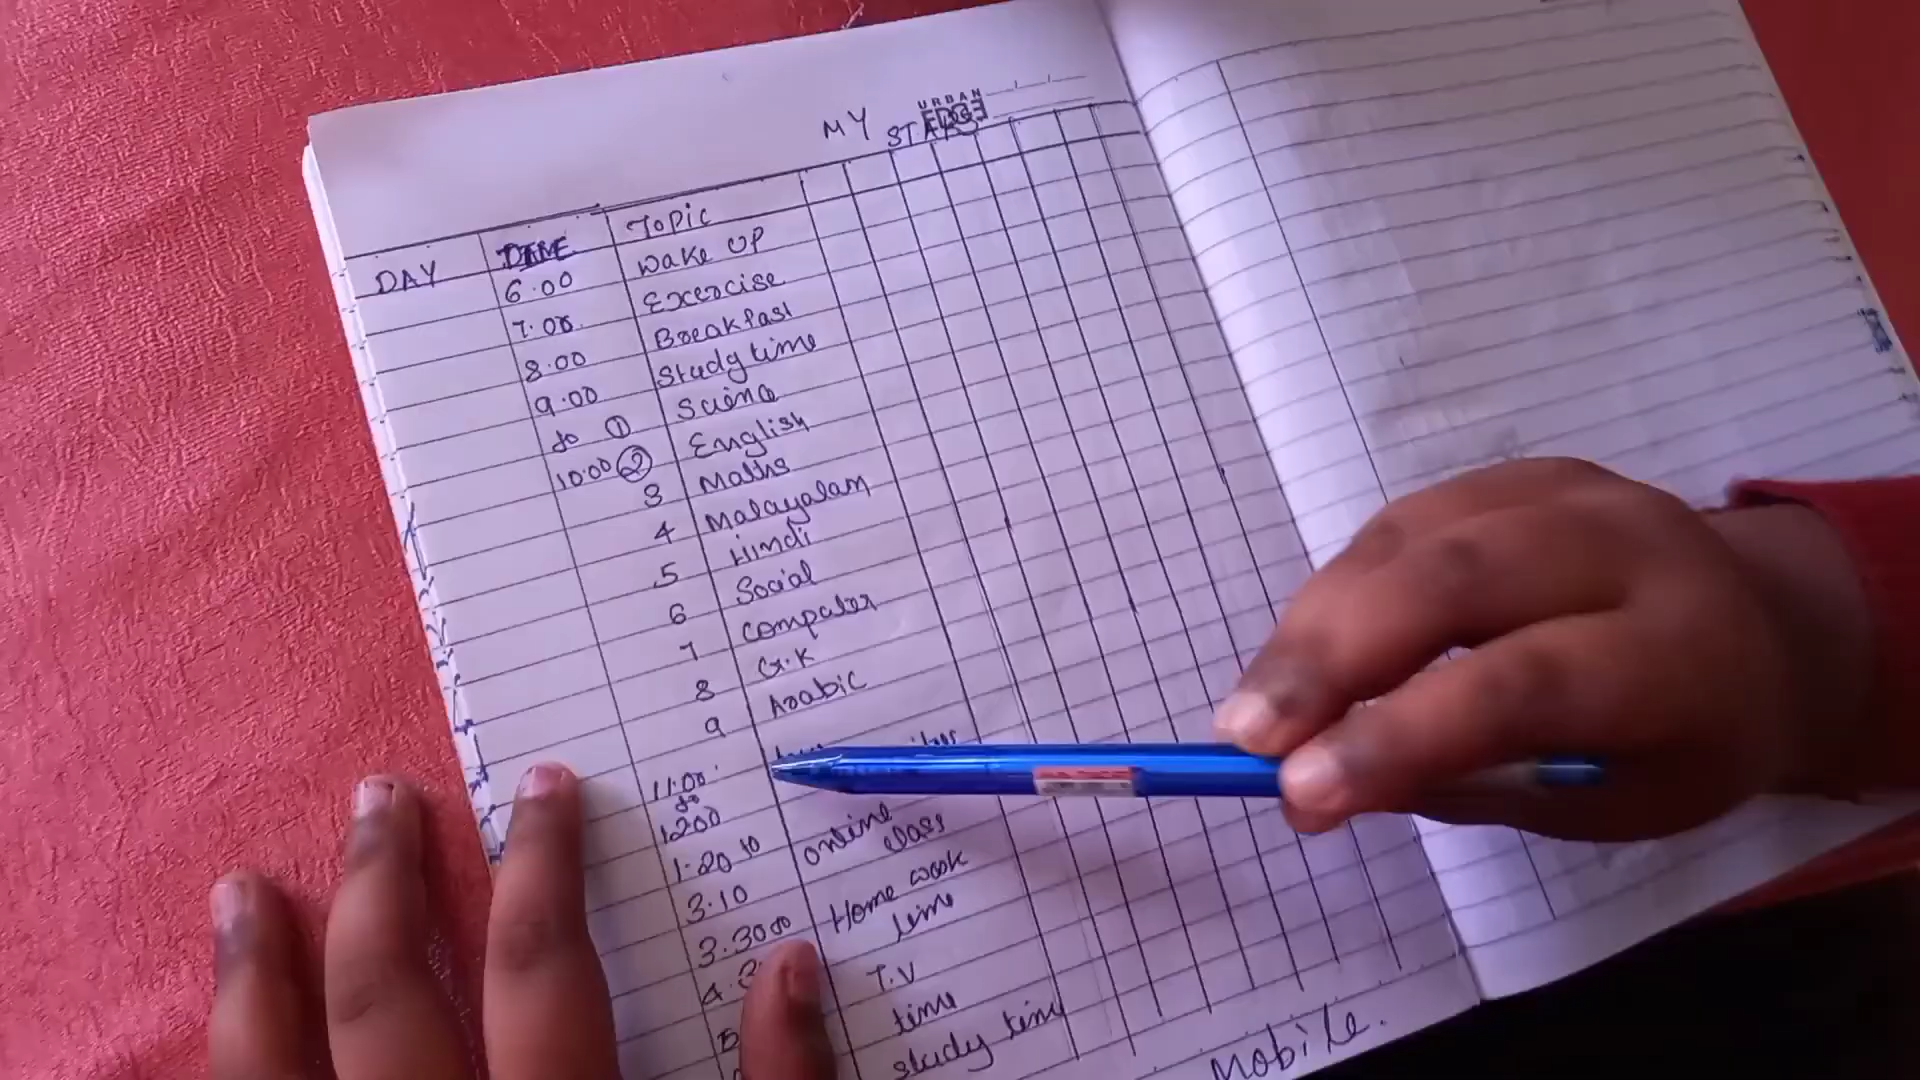 MY
URBAN
EDGE
STARS
DAY TIME Topic
6.00 Wake UP
7.00 Exercise
8.00 Breakfast
9.00 Study time
to ① Science
10.00 ② English
3 Maths
4 Malayalam
5 Hindi
6 Social
7 Computer
8 G.K
9 Arabic
11.00
to
1200
1.20 to online
3.10 class
3.30 to Home work
time
T.V
time
study time
Mobile.